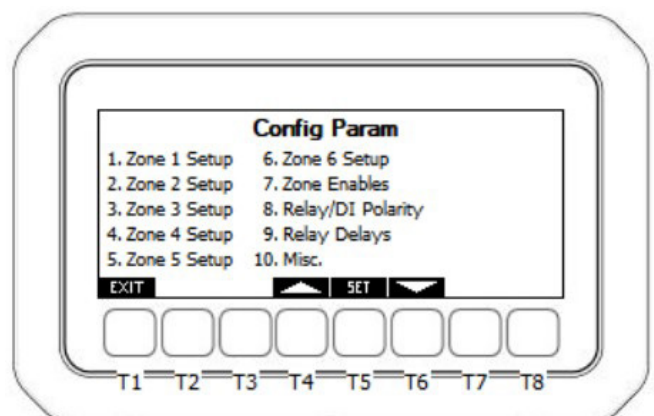 Config Param
1. Zone 1 Setup
2. Zone 2 Setup
3. Zone 3 Setup
4. Zone 4 Setup
5. Zone 5 Setup
6. Zone 6 Setup
7. Zone Enables
8. Relay/DI Polarity
9. Relay Delays
10. Misc.
EXIT SET
T1 T2 T3 T4 T5 T6 T7 T8